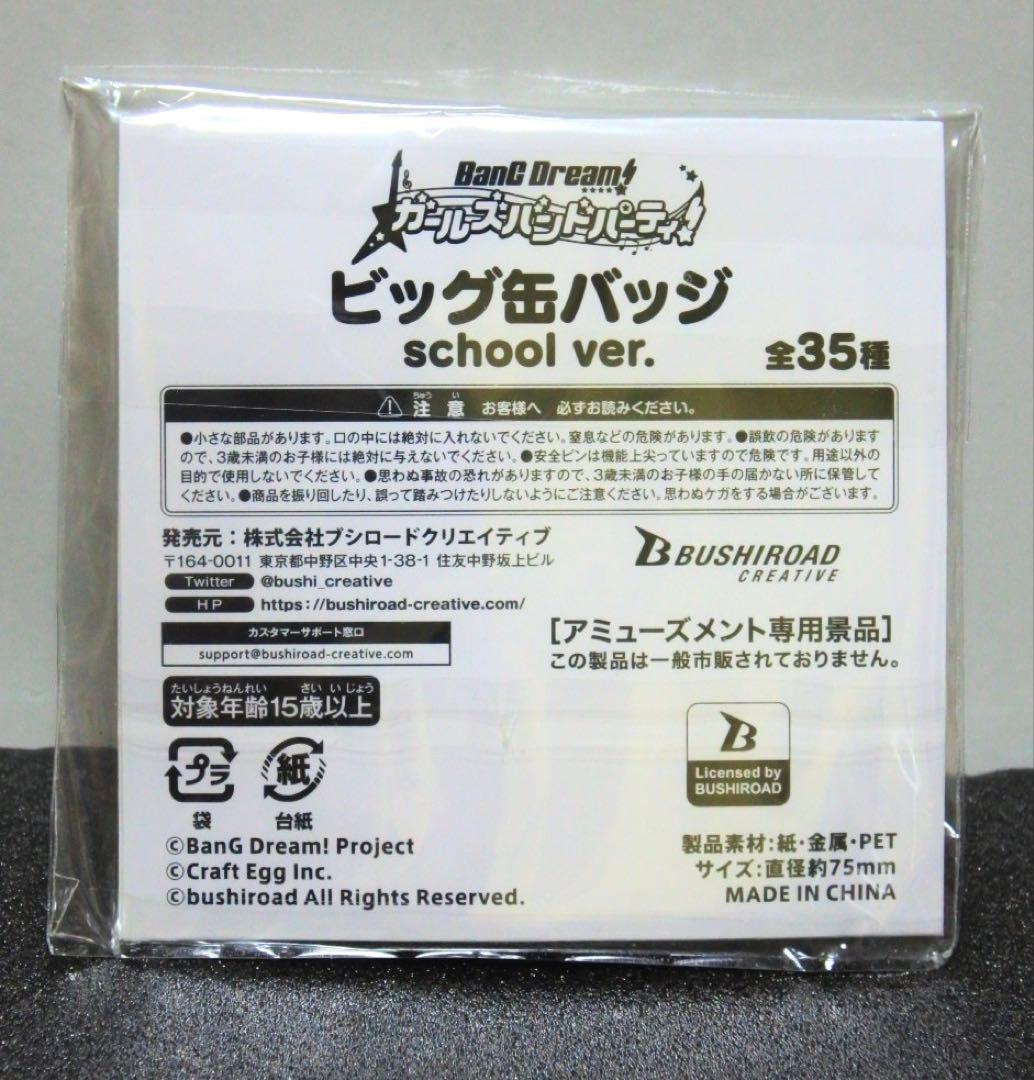 BanG Dream!
ガールズバンドパーティ!
ビッグ缶バッジ
school ver.
全35種
ちゅう い
注 意 お客様へ 必ずお読みください。
●小さな部品があります。口の中には絶対に入れないでください。窒息などの危険があります。●誤飲の危険があります
ので、3歳未満のお子様には絶対に与えないでください。●安全ピンは機能上尖っていますので危険です。用途以外の
目的で使用しないでください。●思わぬ事故の恐れがありますので、3歳未満のお子様の手の届かない所に保管して
ください。●商品を振り回したり、誤って踏みつけたりしないようにご注意ください。思わぬケガをする場合がございます。
発売元：株式会社ブシロードクリエイティブ
〒164-0011 東京都中野区中央1-38-1 住友中野坂上ビル
Twitter @bushi_creative
HP https://bushiroad-creative.com/
カスタマーサポート窓口
support@bushiroad-creative.com
B BUSHIROAD
CREATIVE
[アミューズメント専用景品]
この製品は一般市販されておりません。
たいしょうねんれい さい いじょう
対象年齢15歳以上
プラ
袋
紙
台紙
B
Licensed by
BUSHIROAD
©BanG Dream! Project
©Craft Egg Inc.
©bushiroad All Rights Reserved.
製品素材：紙・金属・PET
サイズ：直径約75mm
MADE IN CHINA